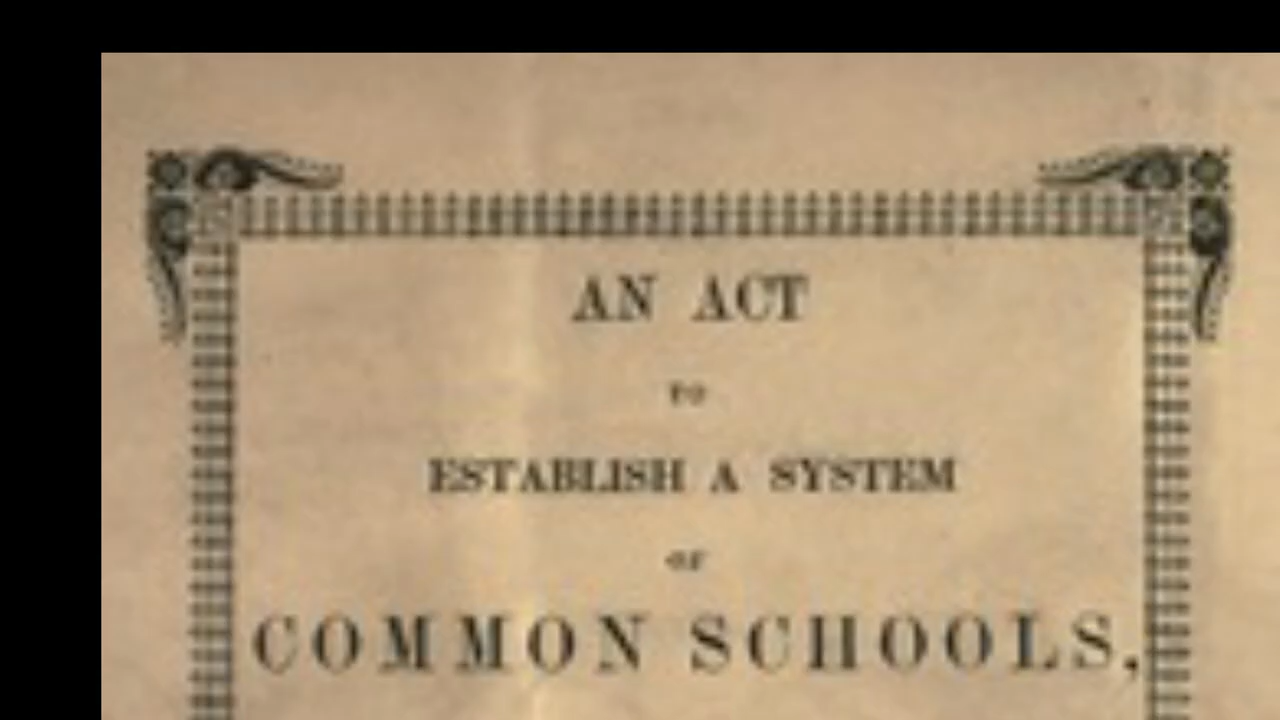 AN ACT
TO
ESTABLISH A SYSTEM
OF
COMMON SCHOOLS,